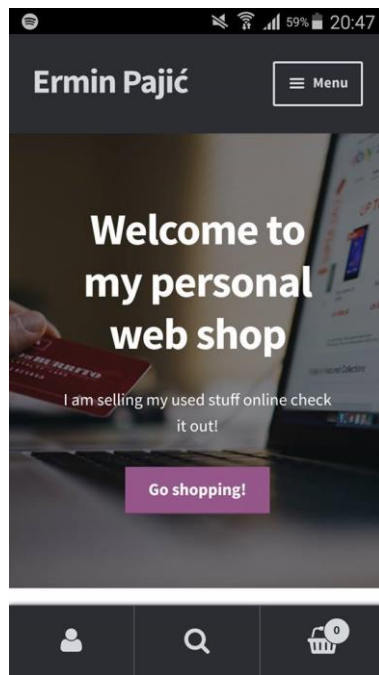 59% 20:47
Ermin Pajić
Menu
Welcome to
my personal
web shop
BURRITO
I am selling my used stuff online check
it out!
Go shopping!
0